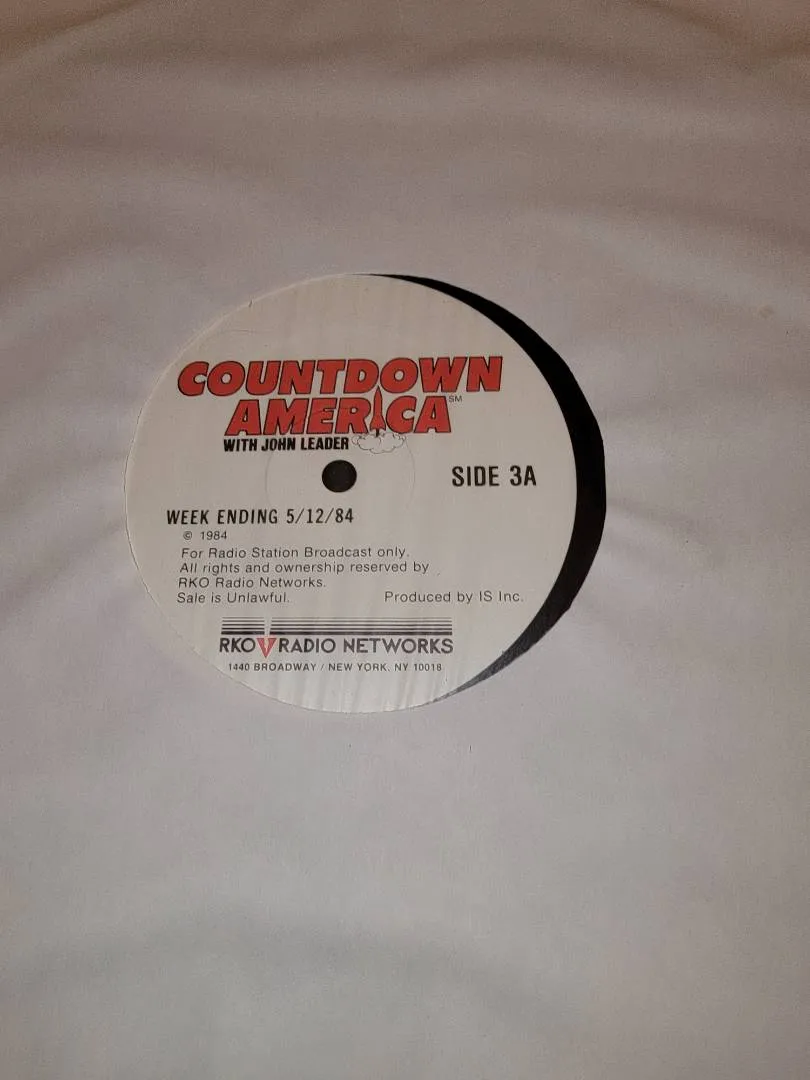 COUNTDOWN
AMERICA℠
WITH JOHN LEADER
SIDE 3A
WEEK ENDING 5/12/84
© 1984
For Radio Station Broadcast only.
All rights and ownership reserved by
RKO Radio Networks.
Sale is Unlawful. Produced by IS Inc.
RKO RADIO NETWORKS
1440 BROADWAY / NEW YORK, NY 10018